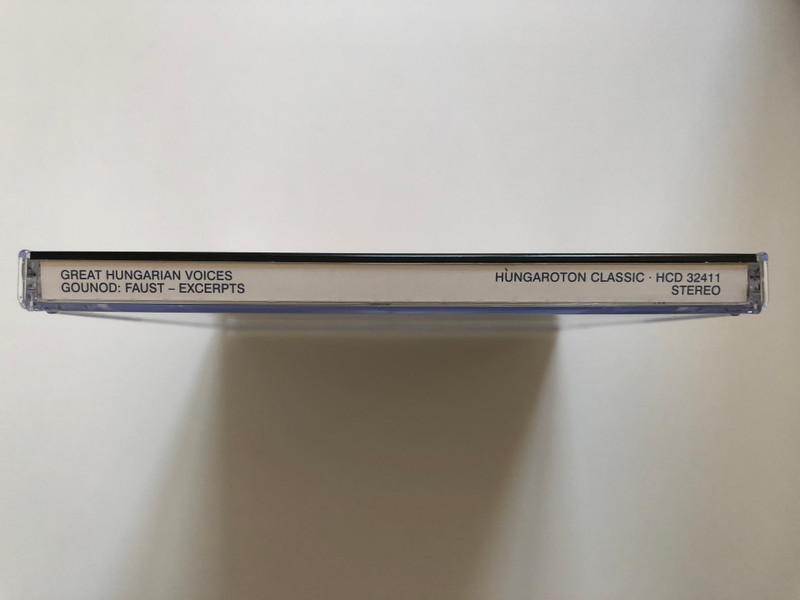 GREAT HUNGARIAN VOICES
GOUNOD: FAUST – EXCERPTS
HUNGAROTON CLASSIC · HCD 32411
STEREO